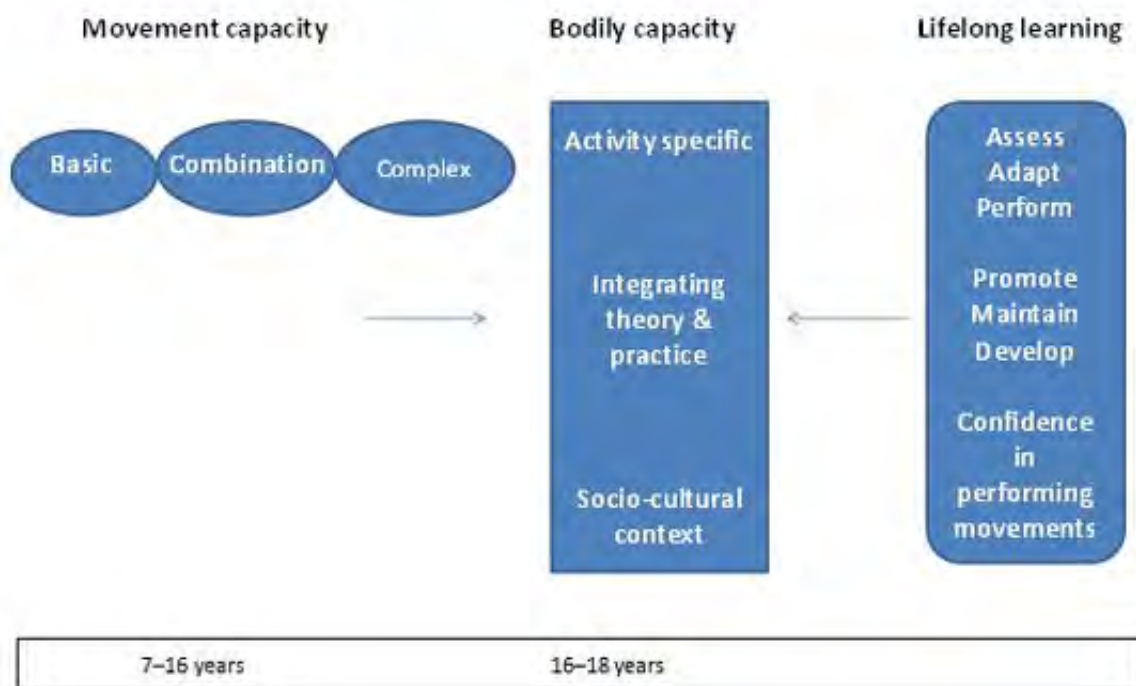 Movement capacity
Bodily capacity
Lifelong learning
Basic
Combination
Complex
Activity specific
Integrating
theory &
practice
Socio-cultural
context
Assess
Adapt
Perform
Promote
Maintain
Develop
Confidence
in
performing
movements
7–16 years
16–18 years